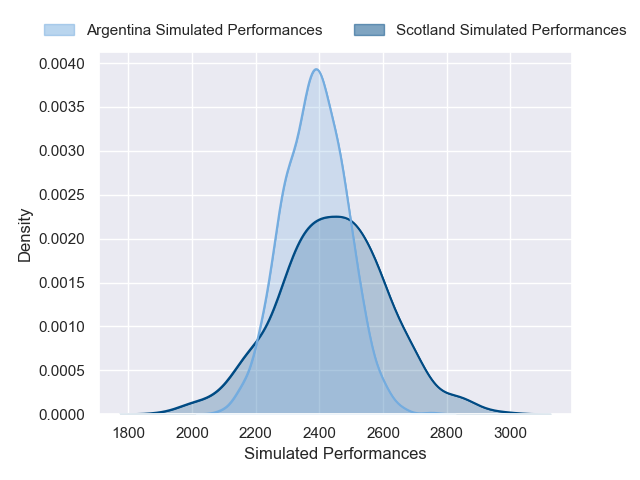 Argentina Simulated Performances Scotland Simulated Performances
0.0040
0.0035
0.0030
0.0025
0.0020
0.0015
0.0010
0.0005
0.0000
Density
1800 2000 2200 2400 2600 2800 3000
Simulated Performances